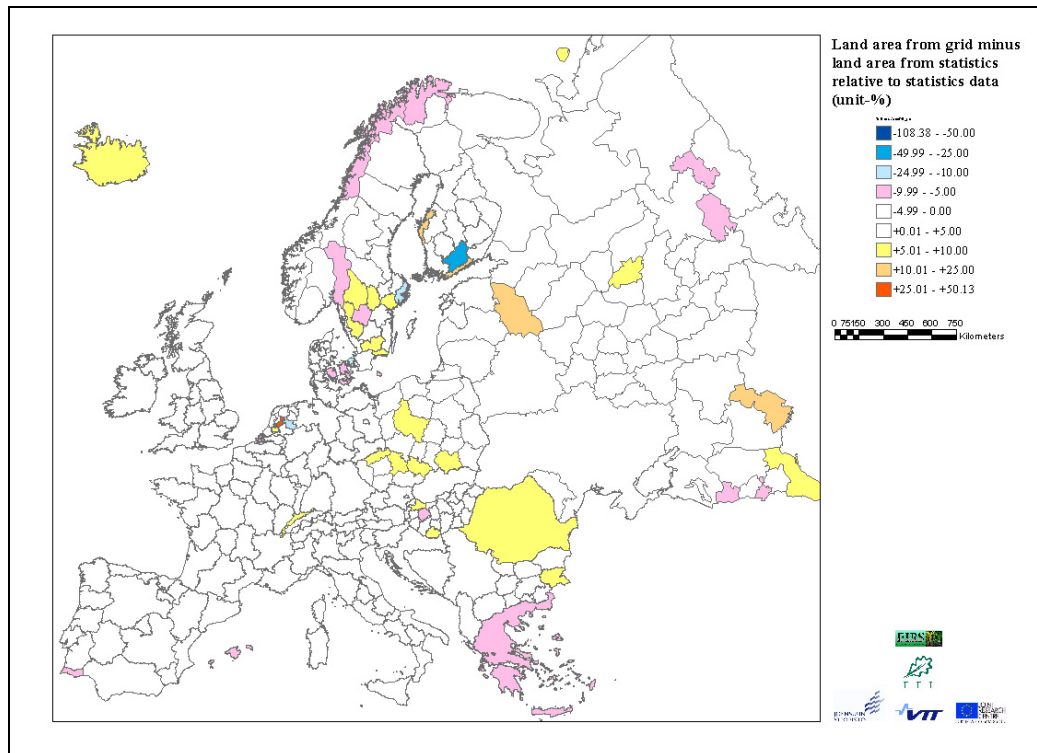 Land area from grid minus
land area from statistics
relative to statistics data
(unit-%)
-108.38 - -50.00
-49.99 - -25.00
-24.99 - -10.00
-9.99 - -5.00
-4.99 - 0.00
+0.01 - +5.00
+5.01 - +10.00
+10.01 - +25.00
+25.01 - +50.13
0 75150 300 450 600 750
Kilometers
T T T
VTT
JOINT
RESEARCH
CENTRE